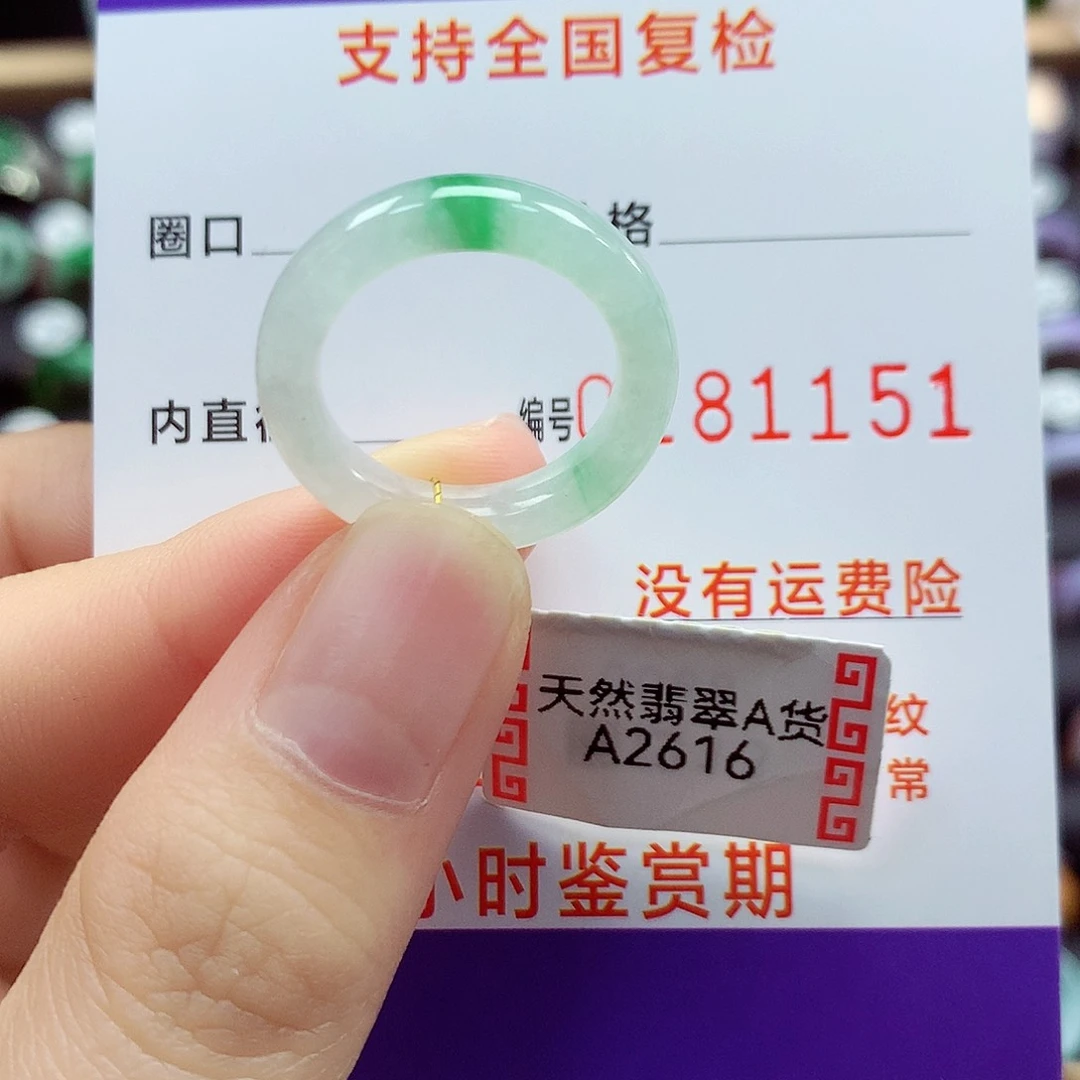 支持全国复检
圈口 格
内直 编号 81151
没有运费险
天然翡翠A货
A2616
纹
常
小时鉴赏期